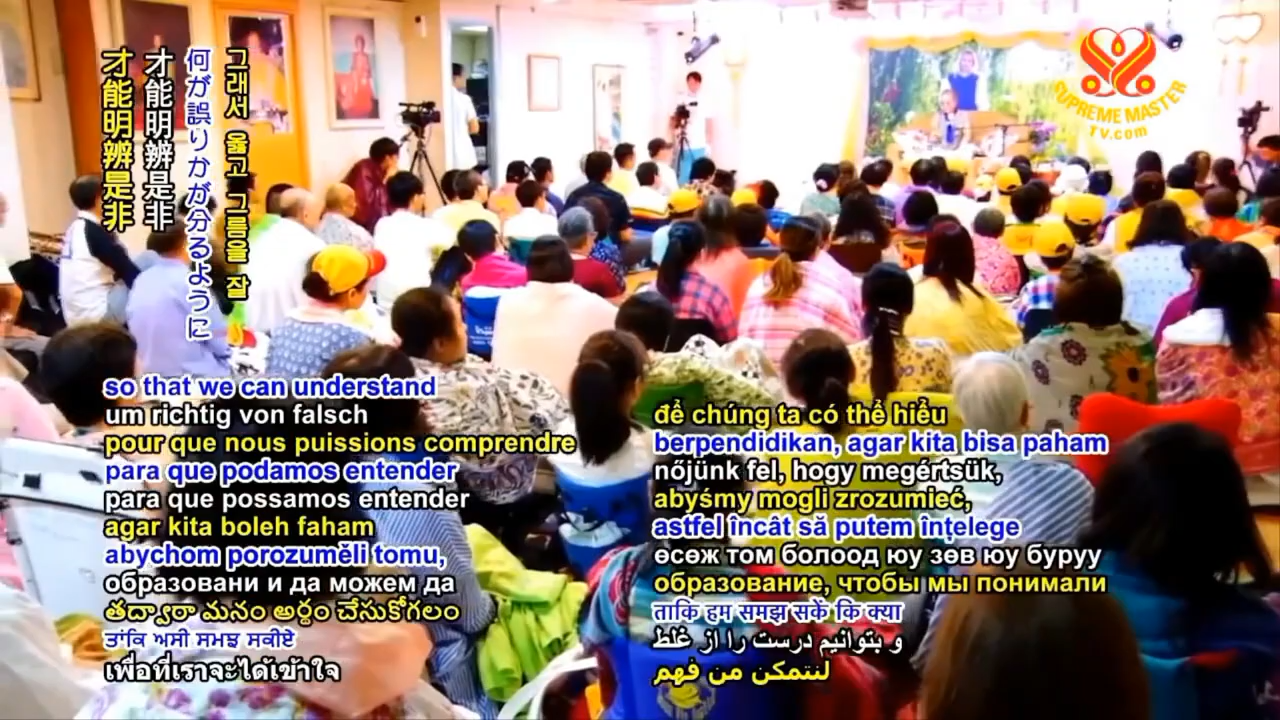 才能明辨是非
才能明辨是非
何が誤りかが分るように
그래서 옳고 그름을 잘
SUPREME MASTER
TV.com
so that we can understand
um richtig von falsch
pour que nous puissions comprendre
para que podamos entender
para que possamos entender
agar kita boleh faham
abychom porozuměli tomu,
образовани и да можем да
తద్వారా మనం అర్థం చేసుకోగలం
ਤਾਂਕਿ ਅਸੀ ਸਮਝ ਸਕੀਏ
เพื่อที่เราจะได้เข้าใจ
để chúng ta có thể hiểu
berpendidikan, agar kita bisa paham
nőjünk fel, hogy megértsük,
abyśmy mogli zrozumieć,
astfel încât să putem înțelege
өсөж том болоод юу зөв юу буруу
образование, чтобы мы понимали
ताकि हम समझ सकें कि क्या
و بتوانیم درست را از غلط
لنتمكن من فهم